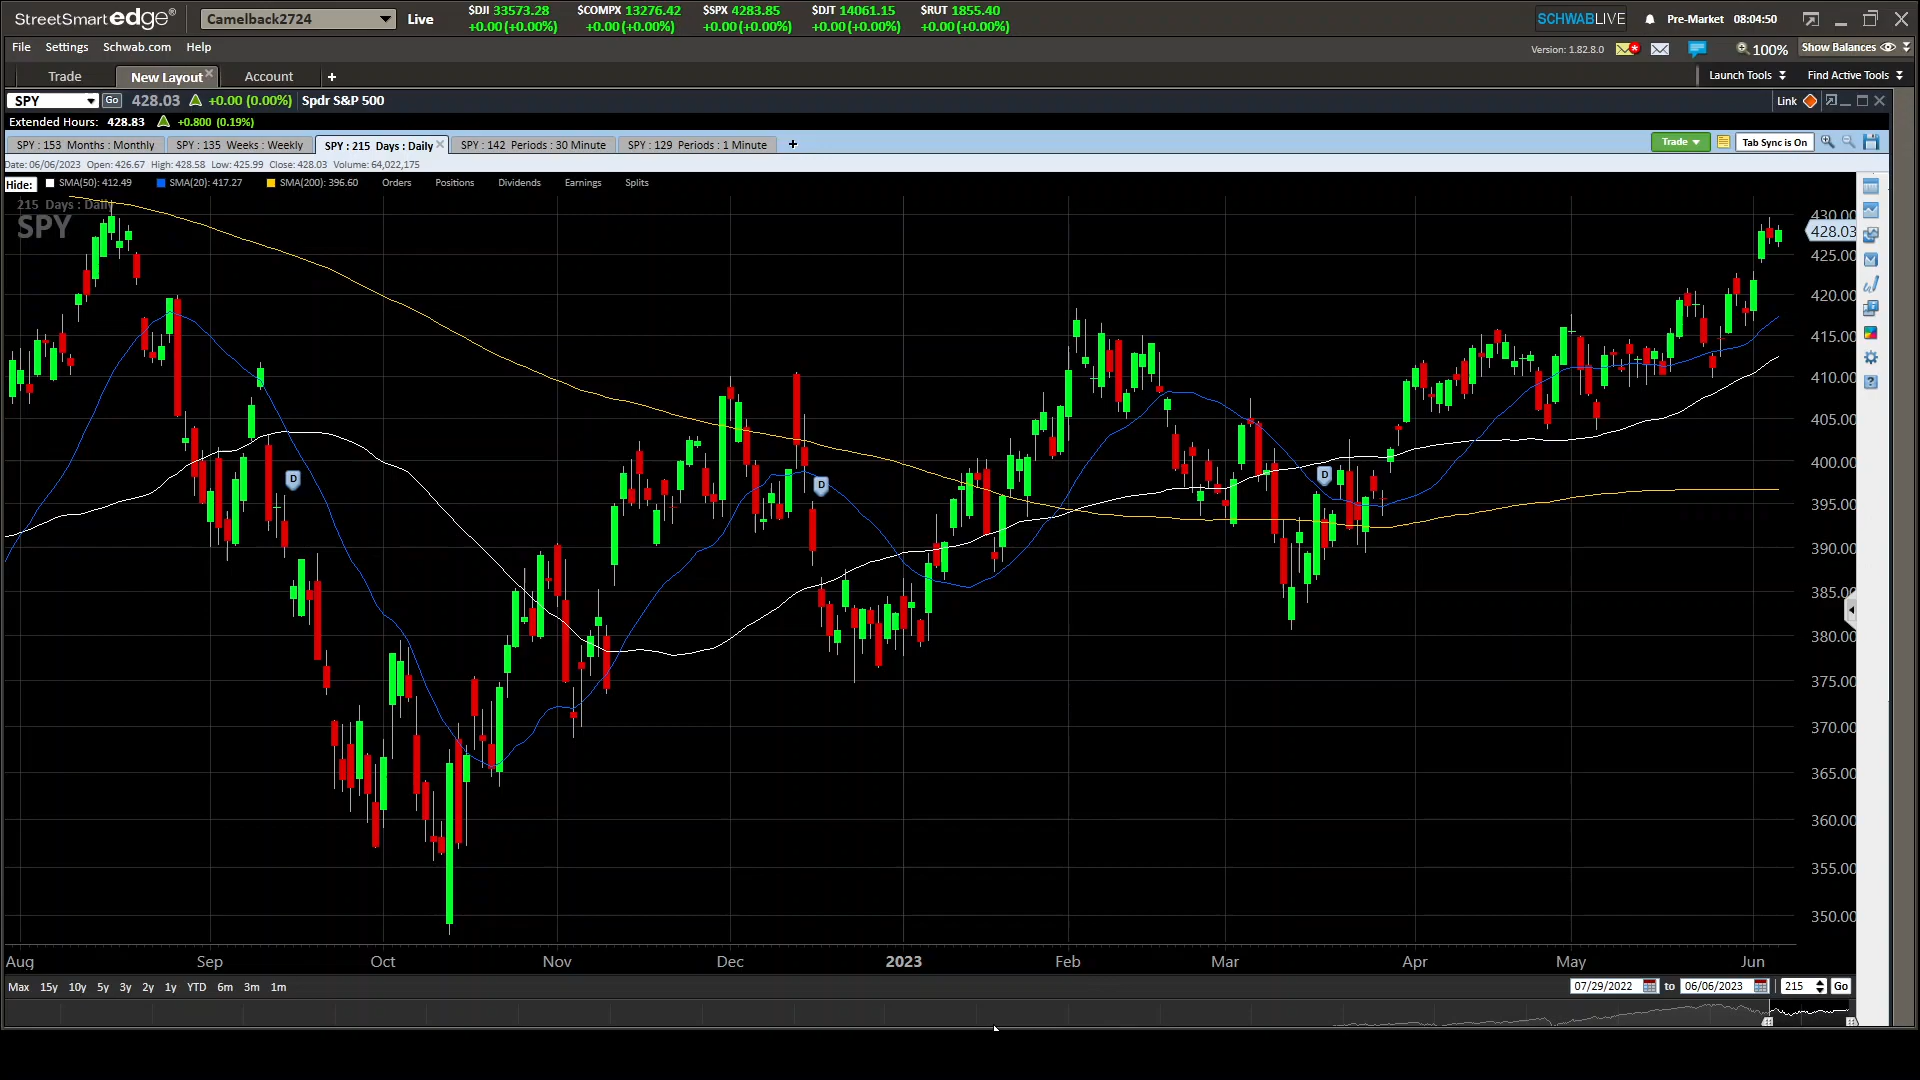 StreetSmart edge® Camelback2724 Live $DJI 33573.28 $COMPX 13276.42 $SPX 4283.85 $DJT 14061.15 $RUT 1855.40 SCHWABLIVE Pre-Market 08:04:50
+0.00 (+0.00%) +0.00 (+0.00%) +0.00 (+0.00%) +0.00 (+0.00%) +0.00 (+0.00%)
File Settings Schwab.com Help Version: 1.82.8.0 100% Show Balances
Trade New Layout Account + Launch Tools Find Active Tools
SPY Go 428.03 +0.00 (0.00%) Spdr S&P 500 Link
Extended Hours: 428.83 +0.800 (0.19%)
SPY : 153 Months : Monthly SPY : 135 Weeks : Weekly SPY : 215 Days : Daily SPY : 142 Periods : 30 Minute SPY : 129 Periods : 1 Minute + Trade Tab Sync is On
Date: 06/06/2023 Open: 426.67 High: 428.58 Low: 425.99 Close: 428.03 Volume: 64,022,175
Hide: SMA(50): 412.49 SMA(20): 417.27 SMA(200): 396.60 Orders Positions Dividends Earnings Splits
215 Days : Daily
SPY
430.00
428.03
425.00
420.00
415.00
410.00
405.00
400.00
395.00
390.00
385.00
380.00
375.00
370.00
365.00
360.00
355.00
350.00
D
D
D
Aug Sep Oct Nov Dec 2023 Feb Mar Apr May Jun
Max 15y 10y 5y 3y 2y 1y YTD 6m 3m 1m 07/29/2022 to 06/06/2023 215 Go